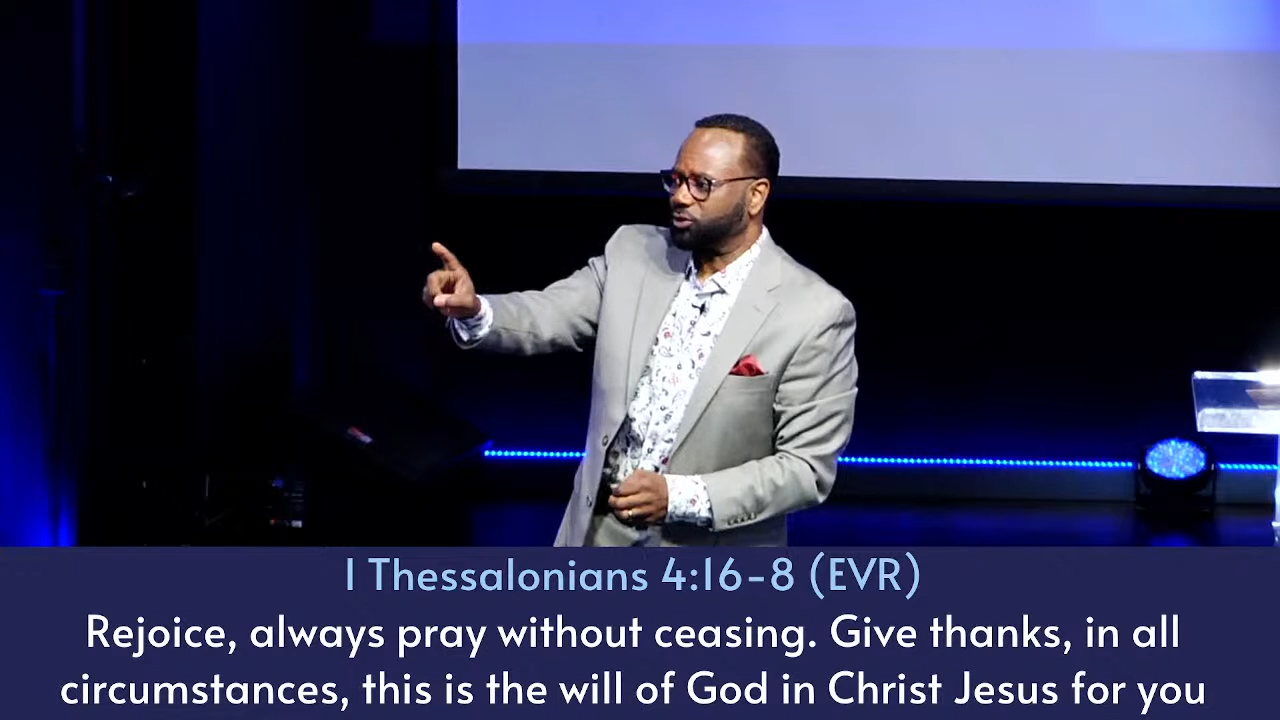 1 Thessalonians 4:16-8 (EVR)
Rejoice, always pray without ceasing. Give thanks, in all
circumstances, this is the will of God in Christ Jesus for you